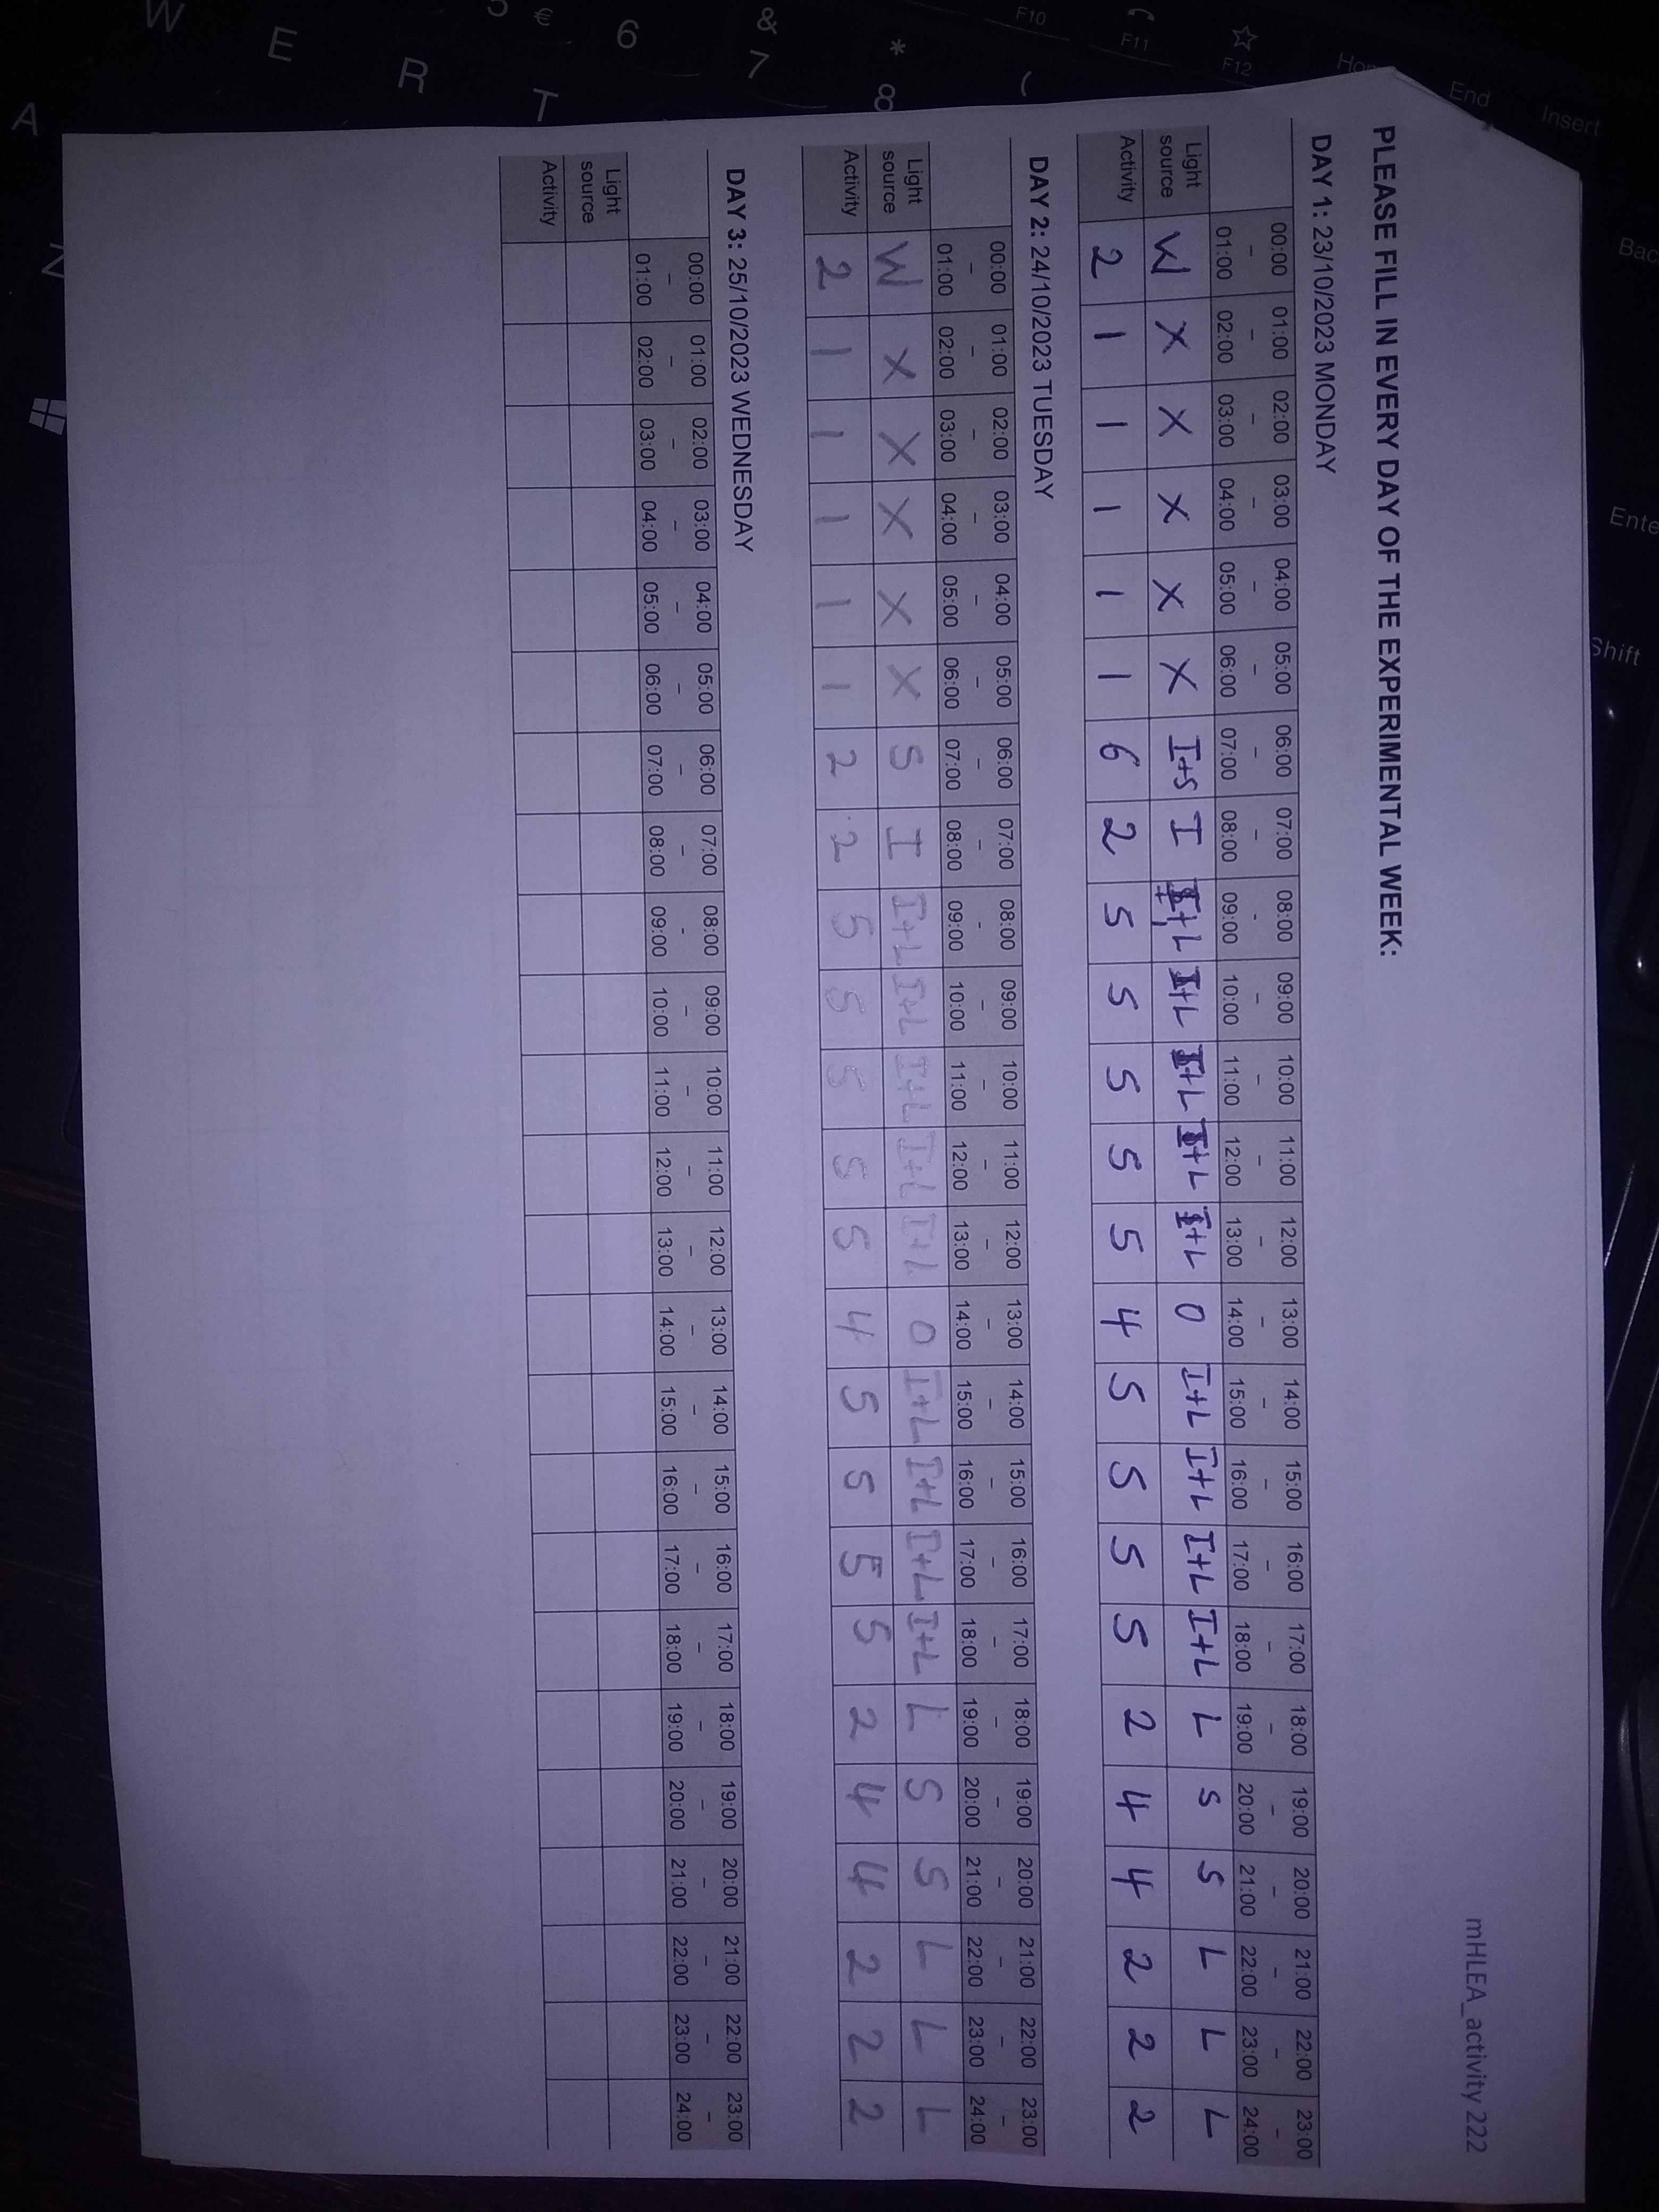 mHLEA_activity 222
PLEASE FILL IN EVERY DAY OF THE EXPERIMENTAL WEEK:
DAY 1: 23/10/2023 MONDAY
00:00 – 01:00 01:00 – 02:00 02:00 – 03:00 03:00 – 04:00 04:00 – 05:00 05:00 – 06:00 06:00 – 07:00 07:00 – 08:00 08:00 – 09:00 09:00 – 10:00 10:00 – 11:00 11:00 – 12:00 12:00 – 13:00 13:00 – 14:00 14:00 – 15:00 15:00 – 16:00 16:00 – 17:00 17:00 – 18:00 18:00 – 19:00 19:00 – 20:00 20:00 – 21:00 21:00 – 22:00 22:00 – 23:00 23:00 – 24:00
Light source W X X X X X I+S I I+L I+L I+L I+L I+L O I+L I+L I+L I+L L S S L L L
Activity 2 1 1 1 1 1 6 2 5 5 5 5 5 4 5 5 5 5 2 4 4 2 2 2
DAY 2: 24/10/2023 TUESDAY
00:00 – 01:00 01:00 – 02:00 02:00 – 03:00 03:00 – 04:00 04:00 – 05:00 05:00 – 06:00 06:00 – 07:00 07:00 – 08:00 08:00 – 09:00 09:00 – 10:00 10:00 – 11:00 11:00 – 12:00 12:00 – 13:00 13:00 – 14:00 14:00 – 15:00 15:00 – 16:00 16:00 – 17:00 17:00 – 18:00 18:00 – 19:00 19:00 – 20:00 20:00 – 21:00 21:00 – 22:00 22:00 – 23:00 23:00 – 24:00
Light source W X X X X X S I I+L I+L I+L I+L I+L O I+L I+L I+L I+L L S S L L L
Activity 2 1 1 1 1 1 2 2 5 5 5 5 5 4 5 5 5 5 2 4 4 2 2 2
DAY 3: 25/10/2023 WEDNESDAY
00:00 – 01:00 01:00 – 02:00 02:00 – 03:00 03:00 – 04:00 04:00 – 05:00 05:00 – 06:00 06:00 – 07:00 07:00 – 08:00 08:00 – 09:00 09:00 – 10:00 10:00 – 11:00 11:00 – 12:00 12:00 – 13:00 13:00 – 14:00 14:00 – 15:00 15:00 – 16:00 16:00 – 17:00 17:00 – 18:00 18:00 – 19:00 19:00 – 20:00 20:00 – 21:00 21:00 – 22:00 22:00 – 23:00 23:00 – 24:00
Light source
Activity
W E R T
A
Z
€ 6
& 7
* 8
(
F10
F11
F12
End
Insert
Shift